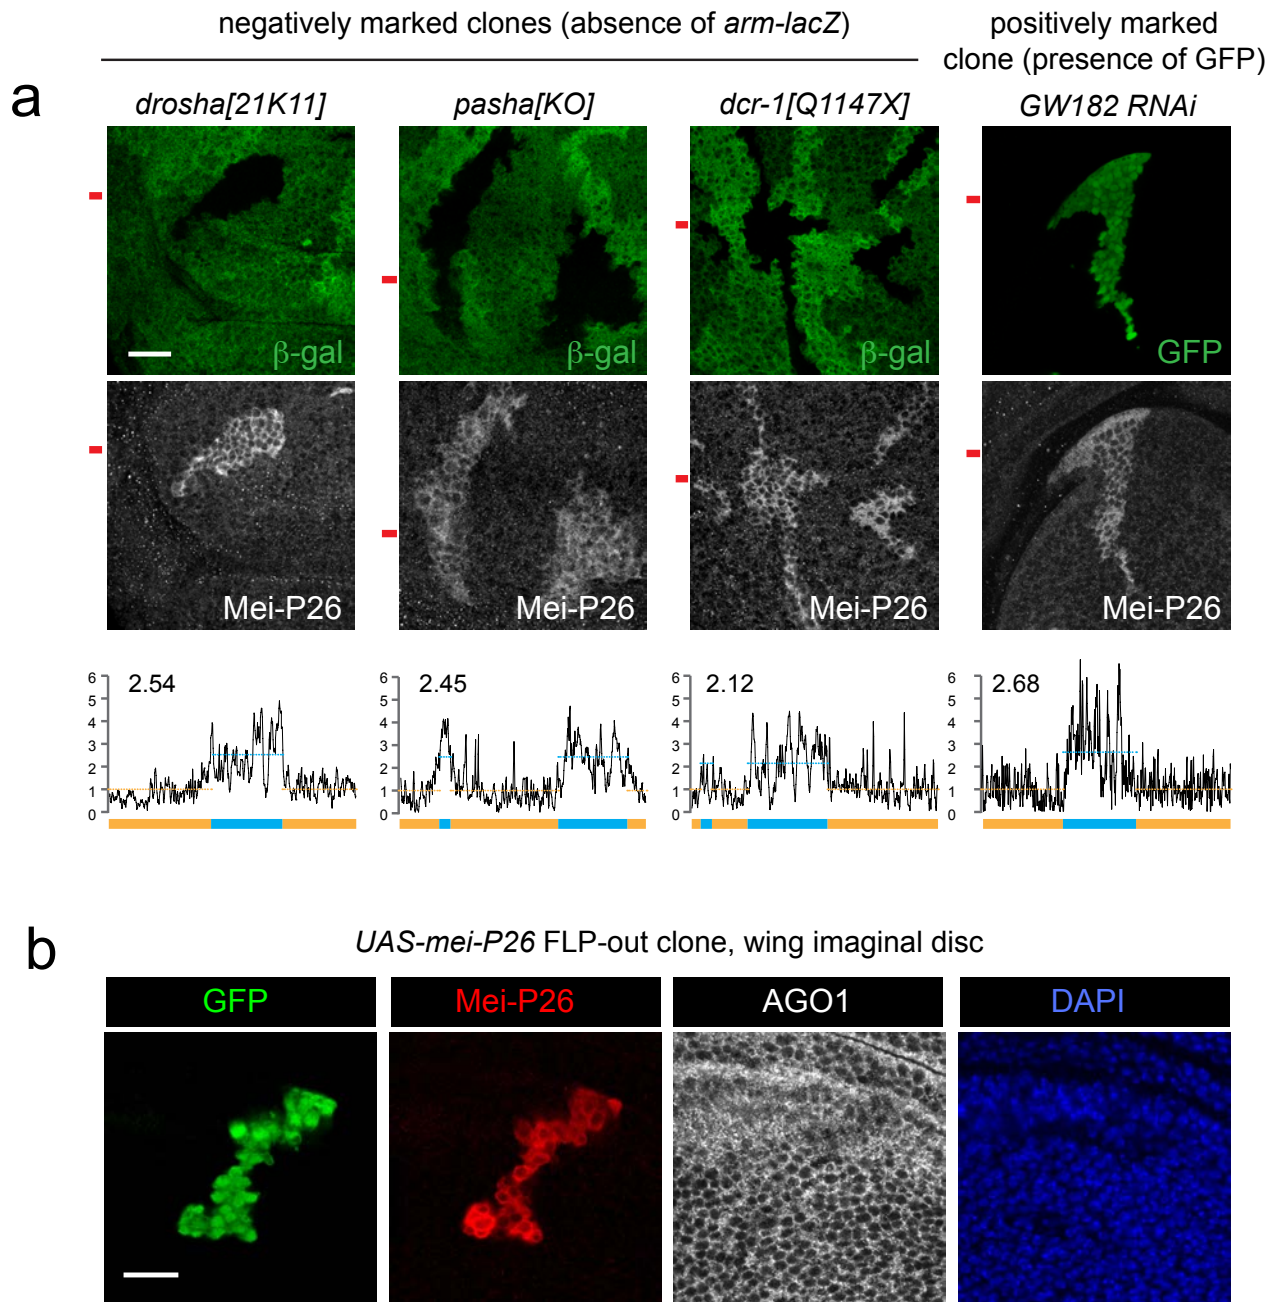 negatively marked clones (absence of arm-lacZ)
positively marked
clone (presence of GFP)
a
drosha[21K11]
pasha[KO]
dcr-1[Q1147X]
GW182 RNAi
β-gal
β-gal
β-gal
GFP
Mei-P26
Mei-P26
Mei-P26
Mei-P26
6
5
4
3
2
1
0
2.54
6
5
4
3
2
1
0
2.45
6
5
4
3
2
1
0
2.12
6
5
4
3
2
1
0
2.68
b
UAS-mei-P26 FLP-out clone, wing imaginal disc
GFP
Mei-P26
AGO1
DAPI